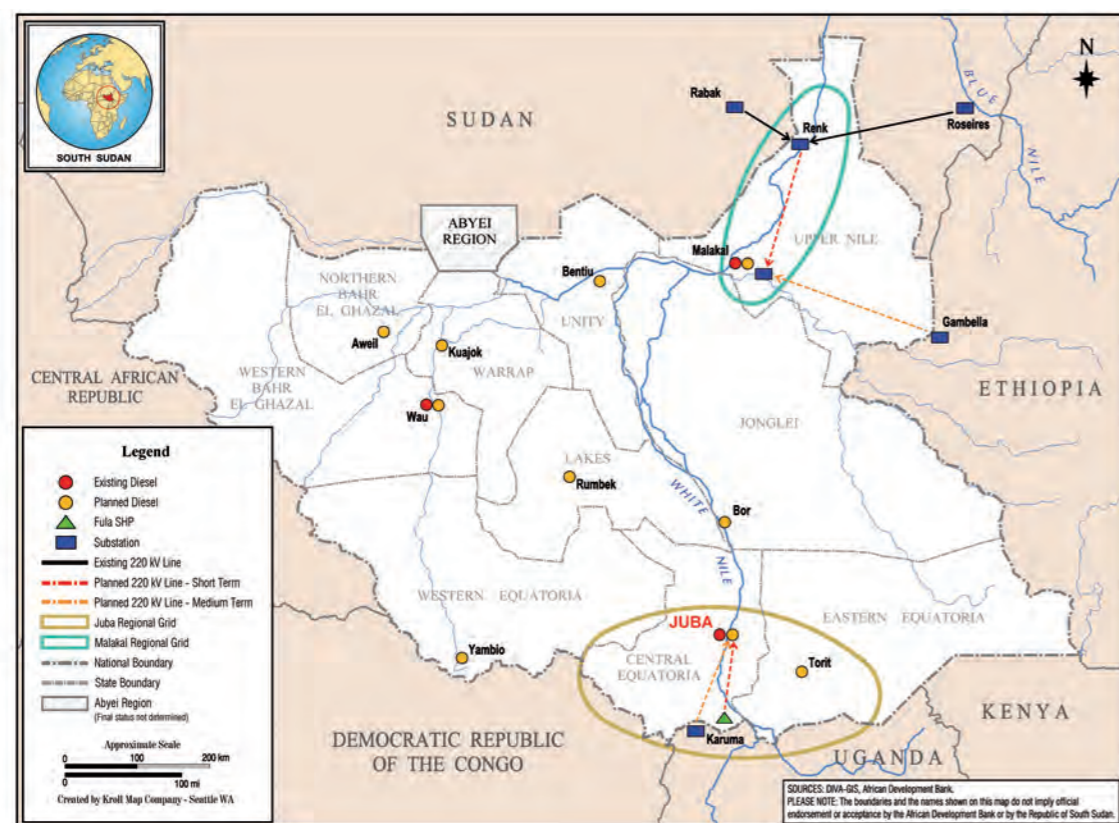 SOUTH SUDAN
SUDAN
N
Rabak
Renk
Roseires
BLUE
NILE
ABYEI
REGION
UPPER NILE
Malakal
NORTHERN
BAHR
EL GHAZAL
Bentiu
UNITY
Gambella
Aweil
Kuajok
WARRAP
CENTRAL AFRICAN
REPUBLIC
WESTERN
BAHR
EL GHAZAL
ETHIOPIA
Wau
JONGLEI
LAKES
Rumbek
WHITE
NILE
Bor
WESTERN EQUATORIA
EASTERN EQUATORIA
JUBA
Yambio
CENTRAL
EQUATORIA
Torit
Karuma
KENYA
DEMOCRATIC REPUBLIC
OF THE CONGO
UGANDA
Legend
Existing Diesel
Planned Diesel
Fula SHP
Substation
Existing 220 kV Line
Planned 220 kV Line - Short Term
Planned 220 kV Line - Medium Term
Juba Regional Grid
Malakal Regional Grid
National Boundary
State Boundary
Abyei Region
(Final status not determined)
Approximate Scale
0 100 200 km
0 100 mi
Created by Kroll Map Company - Seattle WA
SOURCES: DIVA-GIS, African Development Bank.
PLEASE NOTE: The boundaries and the names shown on this map do not imply official
endorsement or acceptance by the African Development Bank or by the Republic of South Sudan.